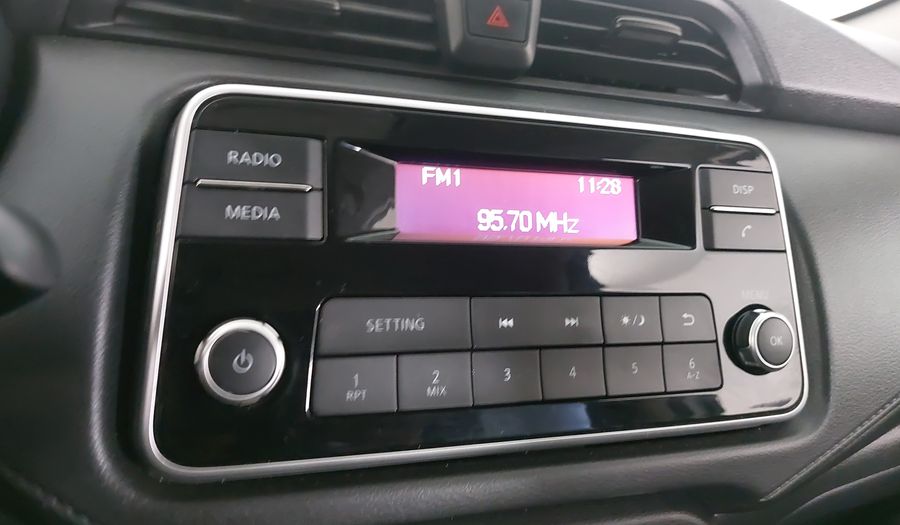 RADIO
MEDIA
FM1
11:28
95.70 MHz
DISP
SETTING
OK
1
RPT
2
MIX
3
4
5
6
A-Z